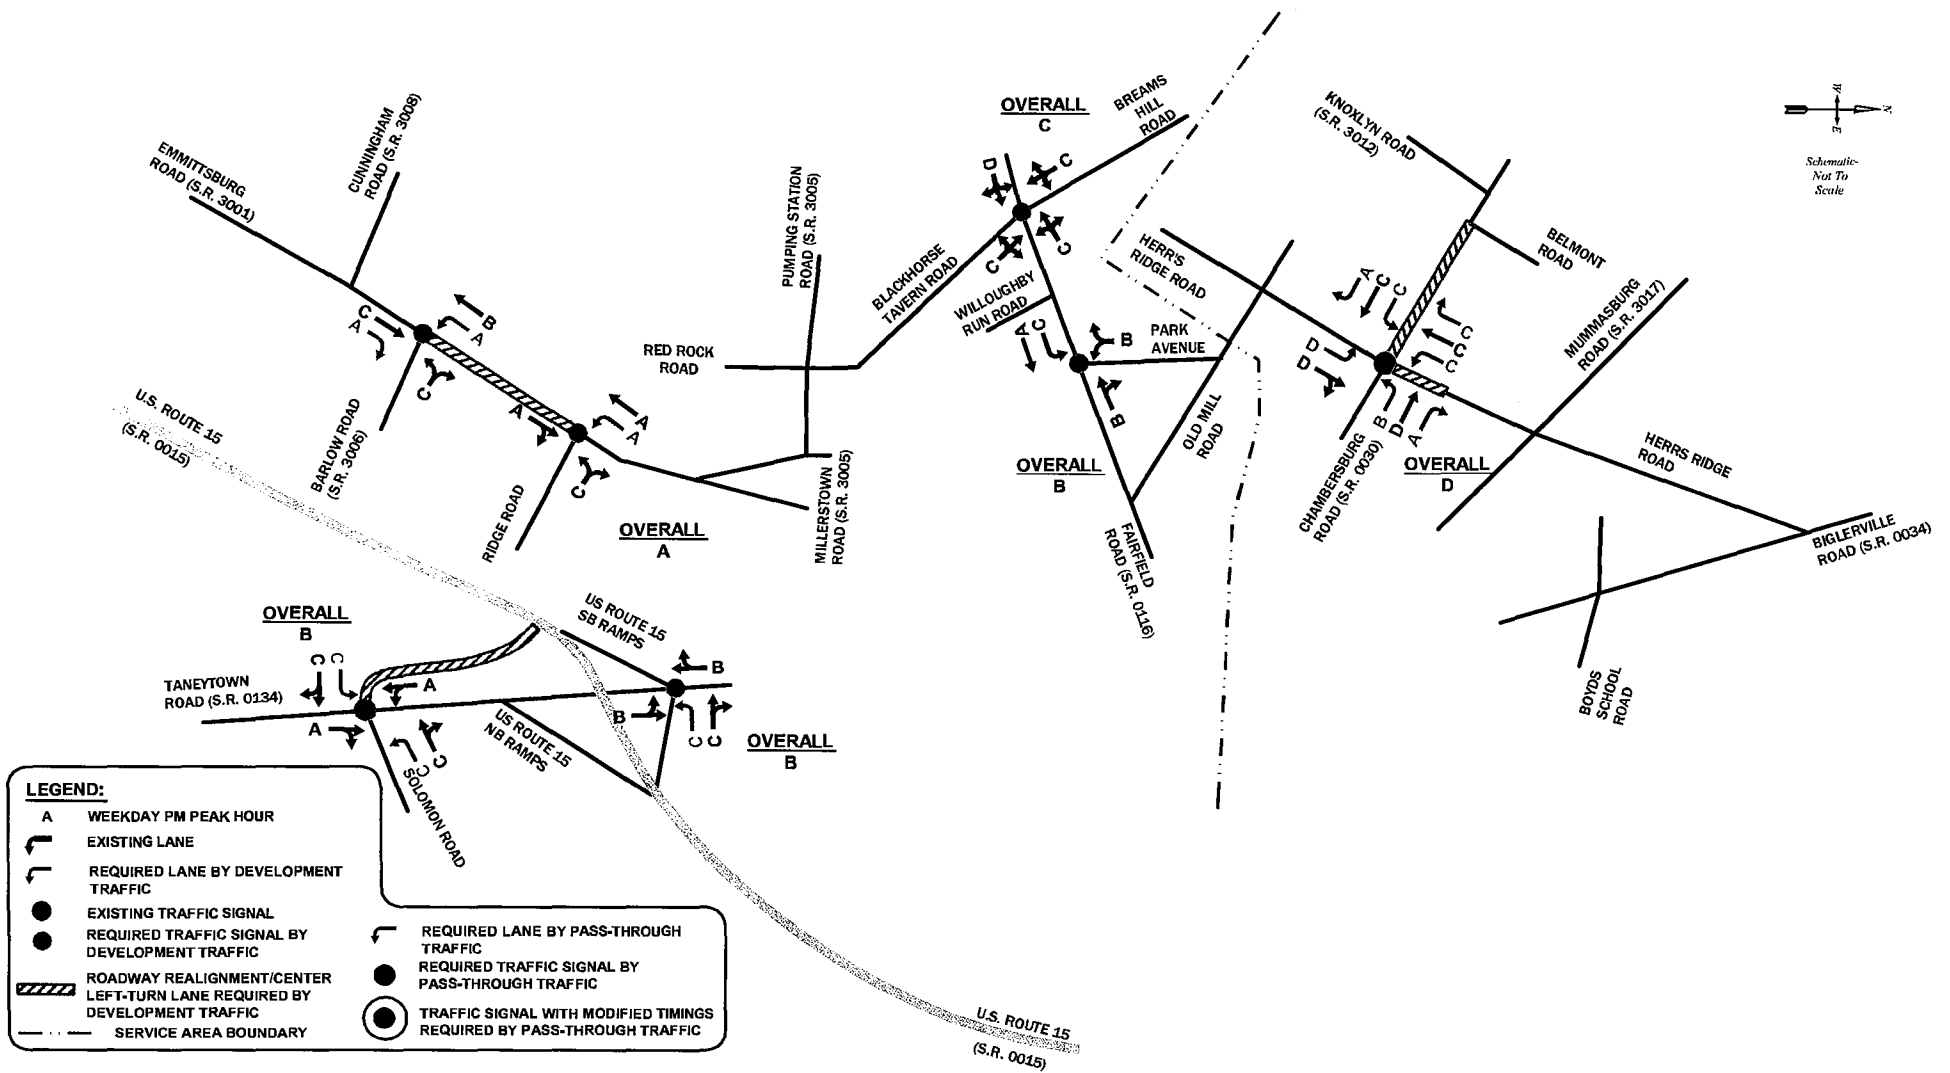 OVERALL
C
BREAMS
HILL
ROAD
KNOXLYN ROAD
(S.R. 3012)
W
N
E
Schematic-
Not To
Scale
EMMITTSBURG
ROAD (S.R. 3001)
CUNNINGHAM
ROAD (S.R. 3008)
PUMPING STATION
ROAD (S.R. 3005)
D
C
C
C
BLACKHORSE
TAVERN ROAD
HERR'S
RIDGE ROAD
BELMONT
ROAD
MUMMASBURG
ROAD (S.R. 3017)
WILLOUGHBY
RUN ROAD
PARK
AVENUE
A
C
B
B
A
C
C
D
D
C
C
C
B
D
A
C
A
B
A
C
RED ROCK
ROAD
BARLOW ROAD
(S.R. 3006)
A
A
A
C
U.S. ROUTE 15
(S.R. 0015)
RIDGE ROAD
OVERALL
A
MILLERSTOWN
ROAD (S.R. 3005)
OVERALL
B
OLD MILL
ROAD
CHAMBERSBURG
ROAD (S.R. 0030)
OVERALL
D
HERRS RIDGE
ROAD
FAIRFIELD
ROAD (S.R. 0116)
BIGLERVILLE
ROAD (S.R. 0034)
BOYDS
SCHOOL
ROAD
OVERALL
B
US ROUTE 15
SB RAMPS
C
C
TANEYTOWN
ROAD (S.R. 0134)
A
A
C
C
B
B
C
C
US ROUTE 15
NB RAMPS
OVERALL
B
SOLOMON ROAD
LEGEND:
A WEEKDAY PM PEAK HOUR
EXISTING LANE
REQUIRED LANE BY DEVELOPMENT
TRAFFIC
EXISTING TRAFFIC SIGNAL
REQUIRED TRAFFIC SIGNAL BY
DEVELOPMENT TRAFFIC
ROADWAY REALIGNMENT/CENTER
LEFT-TURN LANE REQUIRED BY
DEVELOPMENT TRAFFIC
SERVICE AREA BOUNDARY
REQUIRED LANE BY PASS-THROUGH
TRAFFIC
REQUIRED TRAFFIC SIGNAL BY
PASS-THROUGH TRAFFIC
TRAFFIC SIGNAL WITH MODIFIED TIMINGS
REQUIRED BY PASS-THROUGH TRAFFIC
U.S. ROUTE 15
(S.R. 0015)